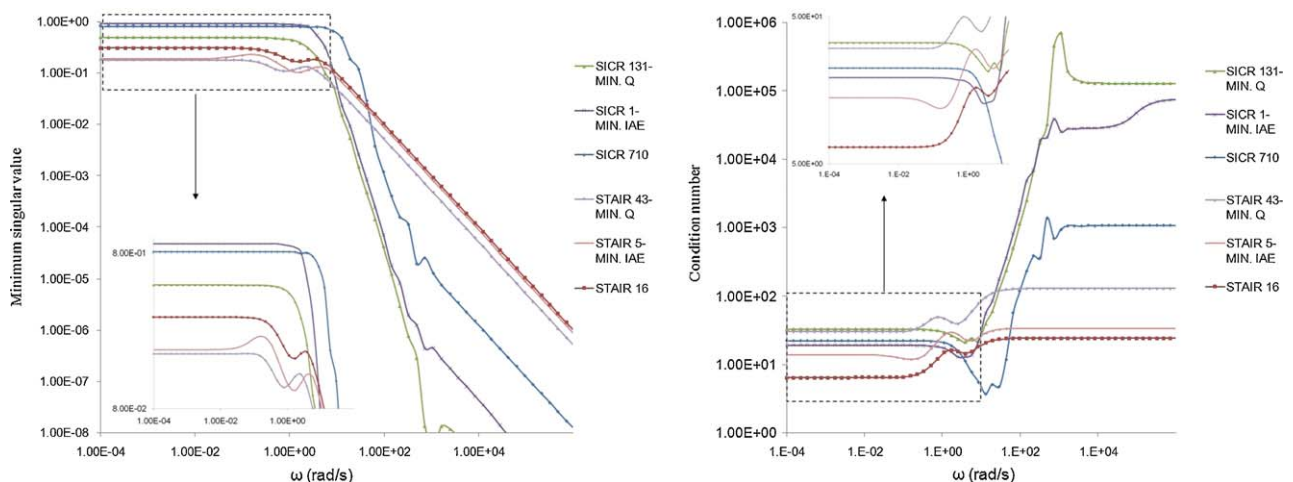 Minimum singular value
1.00E+00
1.00E-01
1.00E-02
1.00E-03
1.00E-04
1.00E-05
1.00E-06
1.00E-07
1.00E-08
8.00E-01
8.00E-02
1.00E-04
1.00E-02
1.00E+00
1.00E-04
1.00E-02
1.00E+00
1.00E+02
1.00E+04
ω (rad/s)
SICR 131-
MIN. Q
SICR 1-
MIN. IAE
SICR 710
STAIR 43-
MIN. Q
STAIR 5-
MIN. IAE
STAIR 16
Condition number
1.00E+06
1.00E+05
1.00E+04
1.00E+03
1.00E+02
1.00E+01
1.00E+00
5.00E+01
5.00E+00
1.E-04
1.E-02
1.E+00
1.E-04
1.E-02
1.E+00
1.E+02
1.E+04
ω (rad/s)
SICR 131-
MIN. Q
SICR 1-
MIN. IAE
SICR 710
STAIR 43-
MIN. Q
STAIR 5-
MIN. IAE
STAIR 16